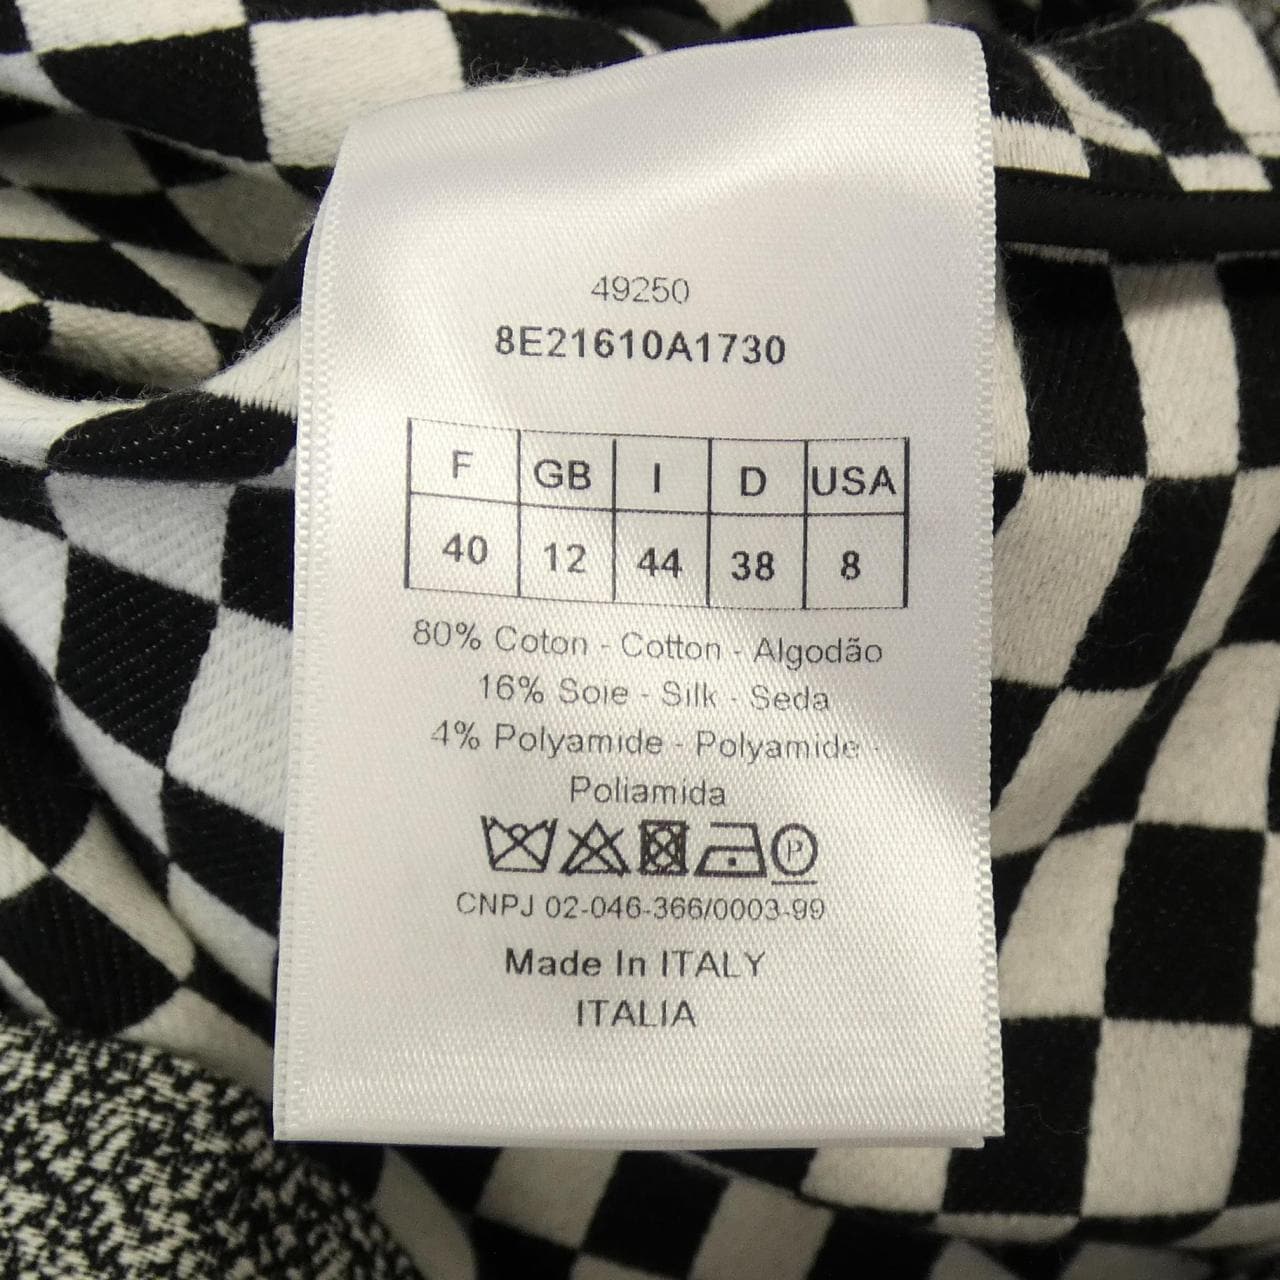 49250
8E21610A1730
F GB I D USA
40 12 44 38 8
80% Coton - Cotton - Algodão
16% Soie - Silk - Seda
4% Polyamide - Polyamide -
Poliamida
P
CNPJ 02-046-366/0003-99
Made In ITALY
ITALIA